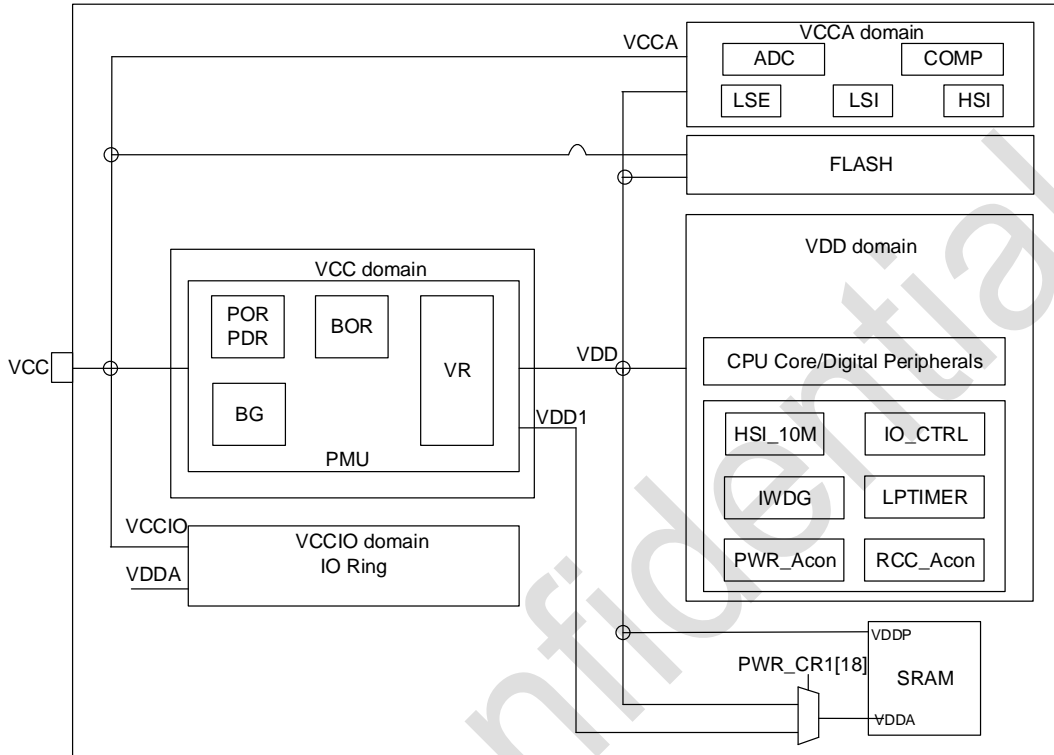 VCCA
VCCA domain
ADC
COMP
LSE
LSI
HSI
FLASH
VDD domain
VCC domain
POR
PDR
BOR
VR
BG
PMU
VCC
VDD
VDD1
CPU Core/Digital Peripherals
HSI_10M
IO_CTRL
IWDG
LPTIMER
PWR_Acon
RCC_Acon
VCCIO
VCCIO domain
IO Ring
VDDA
VDDP
PWR_CR1[18]
SRAM
VDDA
nfidential